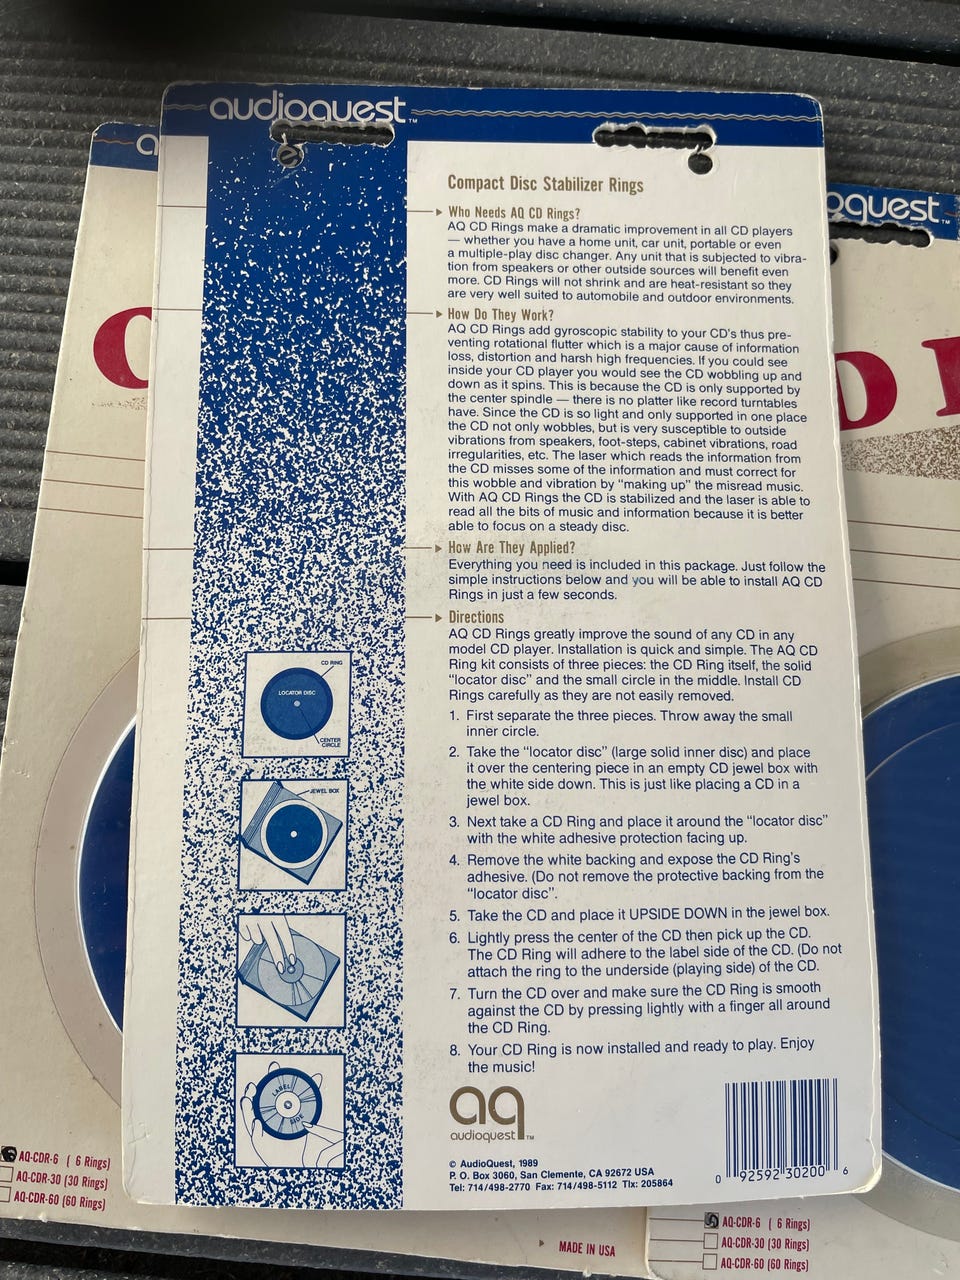 audioquest™
Compact Disc Stabilizer Rings
Who Needs AQ CD Rings?
AQ CD Rings make a dramatic improvement in all CD players
— whether you have a home unit, car unit, portable or even
a multiple-play disc changer. Any unit that is subjected to vibra-
tion from speakers or other outside sources will benefit even
more. CD Rings will not shrink and are heat-resistant so they
are very well suited to automobile and outdoor environments.
How Do They Work?
AQ CD Rings add gyroscopic stability to your CD's thus pre-
venting rotational flutter which is a major cause of information
loss, distortion and harsh high frequencies. If you could see
inside your CD player you would see the CD wobbling up and
down as it spins. This is because the CD is only supported by
the center spindle — there is no platter like record turntables
have. Since the CD is so light and only supported in one place
the CD not only wobbles, but is very susceptible to outside
vibrations from speakers, foot-steps, cabinet vibrations, road
irregularities, etc. The laser which reads the information from
the CD misses some of the information and must correct for
this wobble and vibration by "making up" the misread music.
With AQ CD Rings the CD is stabilized and the laser is able to
read all the bits of music and information because it is better
able to focus on a steady disc.
How Are They Applied?
Everything you need is included in this package. Just follow the
simple instructions below and you will be able to install AQ CD
Rings in just a few seconds.
Directions
AQ CD Rings greatly improve the sound of any CD in any
model CD player. Installation is quick and simple. The AQ CD
Ring kit consists of three pieces: the CD Ring itself, the solid
"locator disc" and the small circle in the middle. Install CD
Rings carefully as they are not easily removed.
1. First separate the three pieces. Throw away the small
inner circle.
2. Take the "locator disc" (large solid inner disc) and place
it over the centering piece in an empty CD jewel box with
the white side down. This is just like placing a CD in a
jewel box.
3. Next take a CD Ring and place it around the "locator disc"
with the white adhesive protection facing up.
4. Remove the white backing and expose the CD Ring's
adhesive. (Do not remove the protective backing from the
"locator disc".
5. Take the CD and place it UPSIDE DOWN in the jewel box.
6. Lightly press the center of the CD then pick up the CD.
The CD Ring will adhere to the label side of the CD. (Do not
attach the ring to the underside (playing side) of the CD.
7. Turn the CD over and make sure the CD Ring is smooth
against the CD by pressing lightly with a finger all around
the CD Ring.
8. Your CD Ring is now installed and ready to play. Enjoy
the music!
CD RING
LOCATOR DISC
CENTER
CIRCLE
JEWEL BOX
LABEL
SIDE
aq
audioquest™
© AudioQuest, 1989
P. O. Box 3060, San Clemente, CA 92672 USA
Tel: 714/498-2770 Fax: 714/498-5112 Tlx: 205864
0 92592 30200 6
oquest™
AQ-CDR-6 ( 6 Rings)
AQ-CDR-30 (30 Rings)
AQ-CDR-60 (60 Rings)
MADE IN USA
AQ-CDR-6 ( 6 Rings)
AQ-CDR-30 (30 Rings)
AQ-CDR-60 (60 Rings)